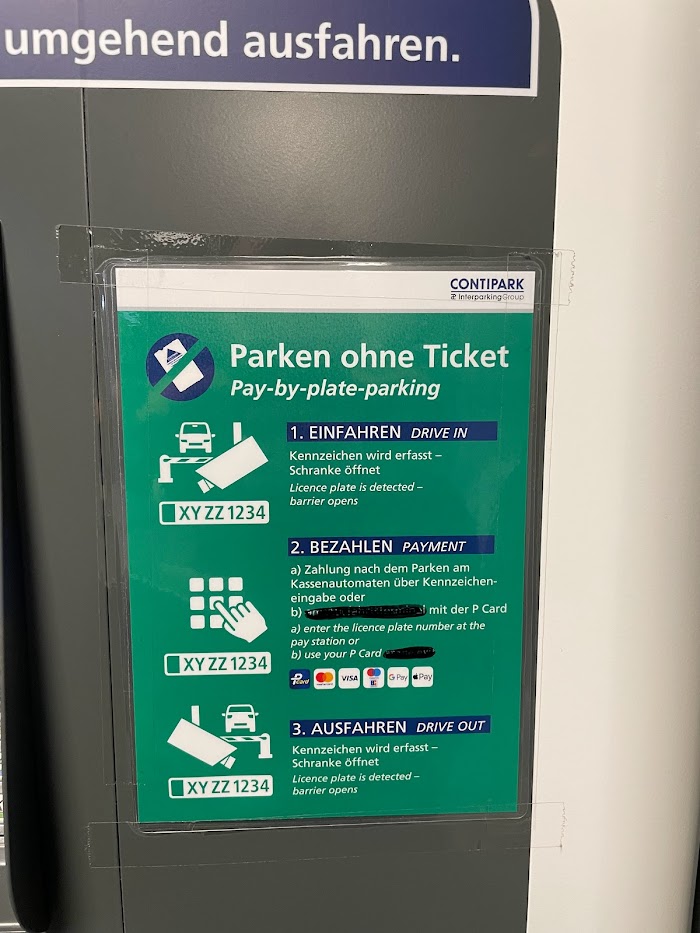 umgehend ausfahren.
CONTIPARK
InterparkingGroup
Parken ohne Ticket
Pay-by-plate-parking
1. EINFAHREN DRIVE IN
Kennzeichen wird erfasst –
Schranke öffnet
Licence plate is detected –
barrier opens
XY ZZ 1234
2. BEZAHLEN PAYMENT
a) Zahlung nach dem Parken am
Kassenautomaten über Kennzeichen-
eingabe oder
b) mit der P Card
a) enter the licence plate number at the
pay station or
b) use your P Card
XY ZZ 1234
PCard mastercard VISA G Pay Pay
3. AUSFAHREN DRIVE OUT
Kennzeichen wird erfasst –
Schranke öffnet
Licence plate is detected –
barrier opens
XY ZZ 1234